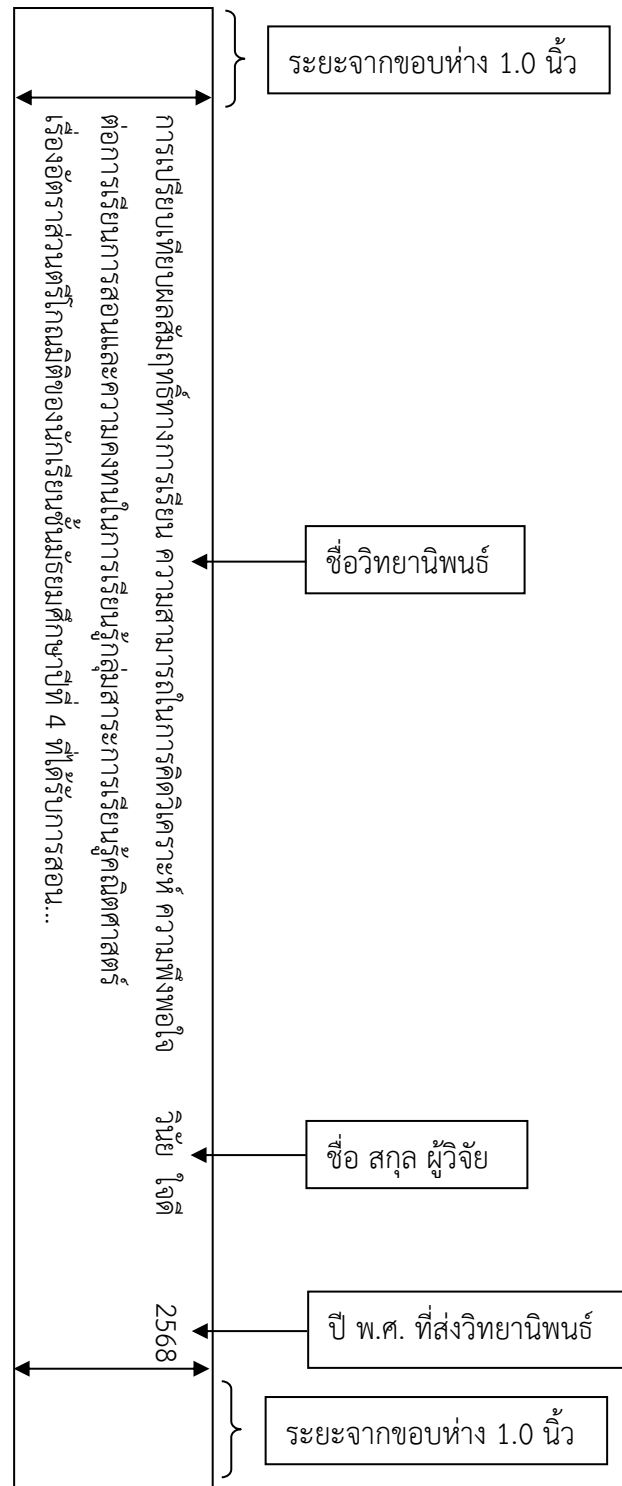 ระยะจากขอบห่าง 1.0 นิ้ว
การเปรียบเทียบผลสัมฤทธิ์ทางการเรียน ความสามารถในการคิดวิเคราะห์ ความพึงพอใจ
ต่อการเรียนการสอนและความคงทนในการเรียนรู้กลุ่มสาระการเรียนรู้คณิตศาสตร์
เรื่องอัตราส่วนตรีโกณมิติของนักเรียนชั้นมัธยมศึกษาปีที่ 4 ที่ได้รับการสอน...
ชื่อวิทยานิพนธ์
วินัย ใจดี
ชื่อ สกุล ผู้วิจัย
2568
ปี พ.ศ. ที่ส่งวิทยานิพนธ์
ระยะจากขอบห่าง 1.0 นิ้ว